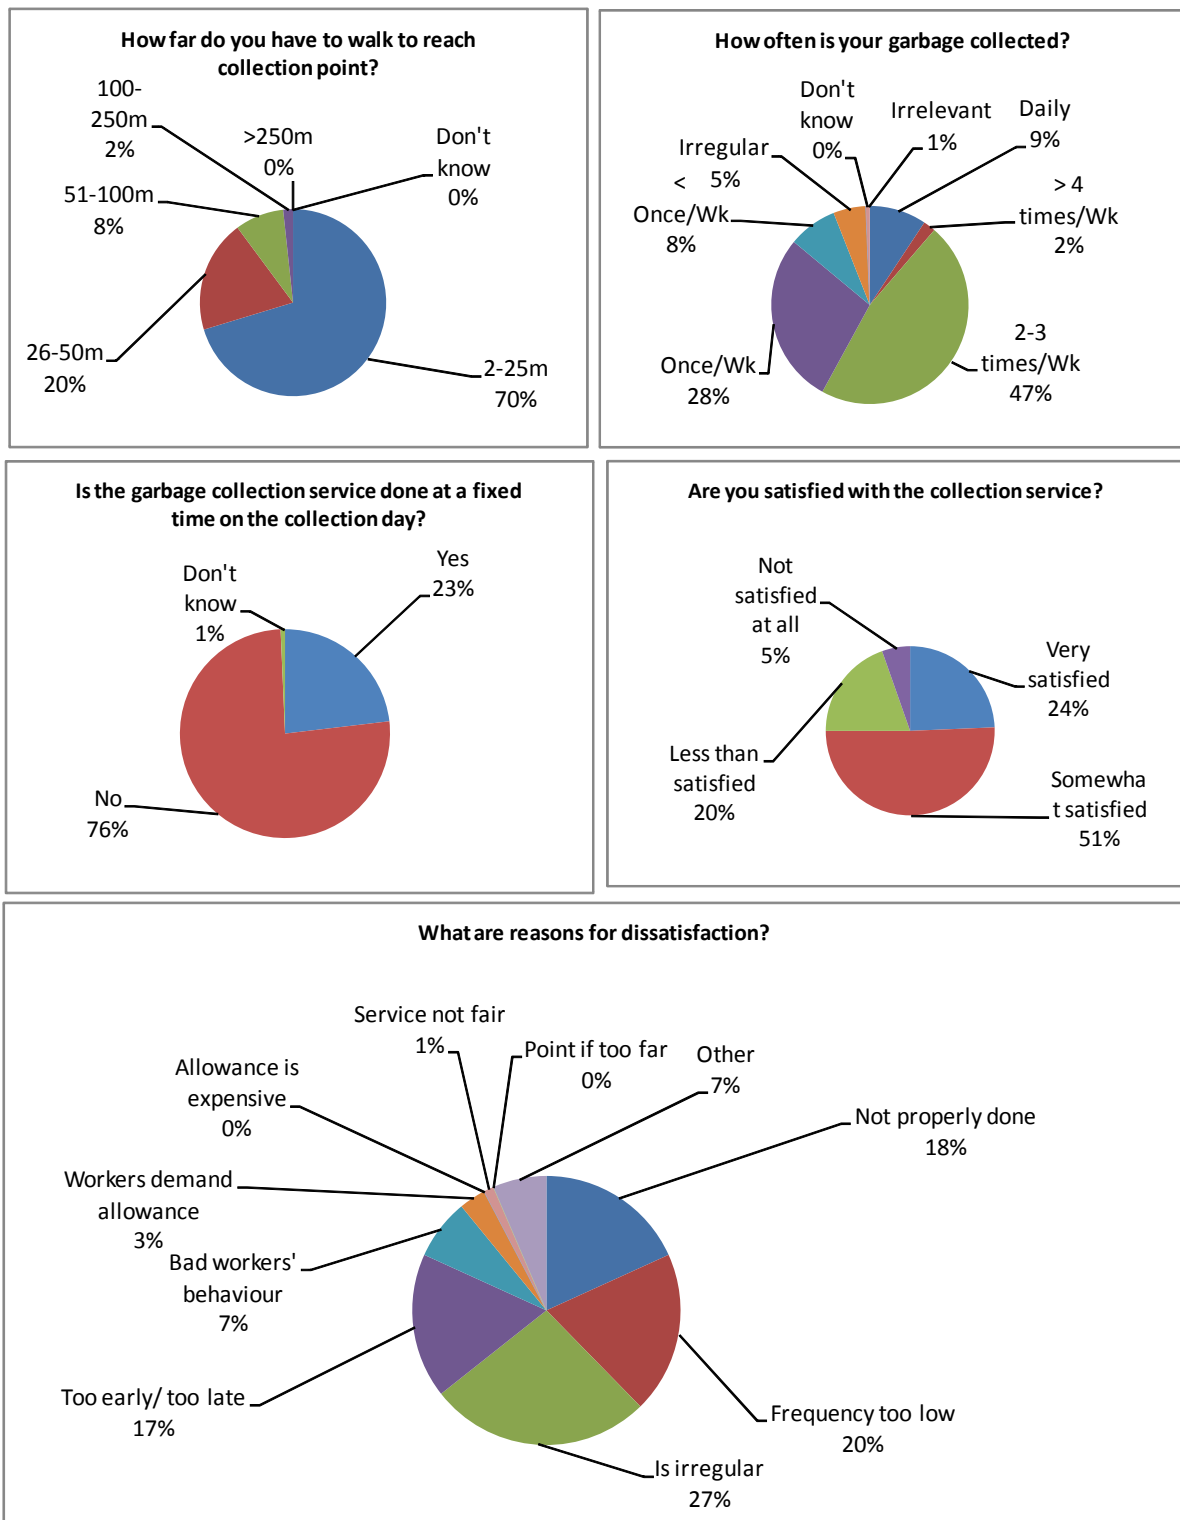 How far do you have to walk to reach
collection point?
100-
250m
2%
>250m
0%
Don't
know
0%
51-100m
8%
26-50m
20%
2-25m
70%
How often is your garbage collected?
Don't
know
0%
Irrelevant
1%
Daily
9%
Irregular
5%
> 4
times/Wk
2%
<
Once/Wk
8%
Once/Wk
28%
2-3
times/Wk
47%
Is the garbage collection service done at a fixed
time on the collection day?
Don't
know
1%
Yes
23%
No
76%
Are you satisfied with the collection service?
Not
satisfied
at all
5%
Very
satisfied
24%
Less than
satisfied
20%
Somewha
t satisfied
51%
What are reasons for dissatisfaction?
Service not fair
1%
Point if too far
0%
Other
7%
Allowance is
expensive
0%
Not properly done
18%
Workers demand
allowance
3%
Bad workers'
behaviour
7%
Too early/ too late
17%
Frequency too low
20%
Is irregular
27%